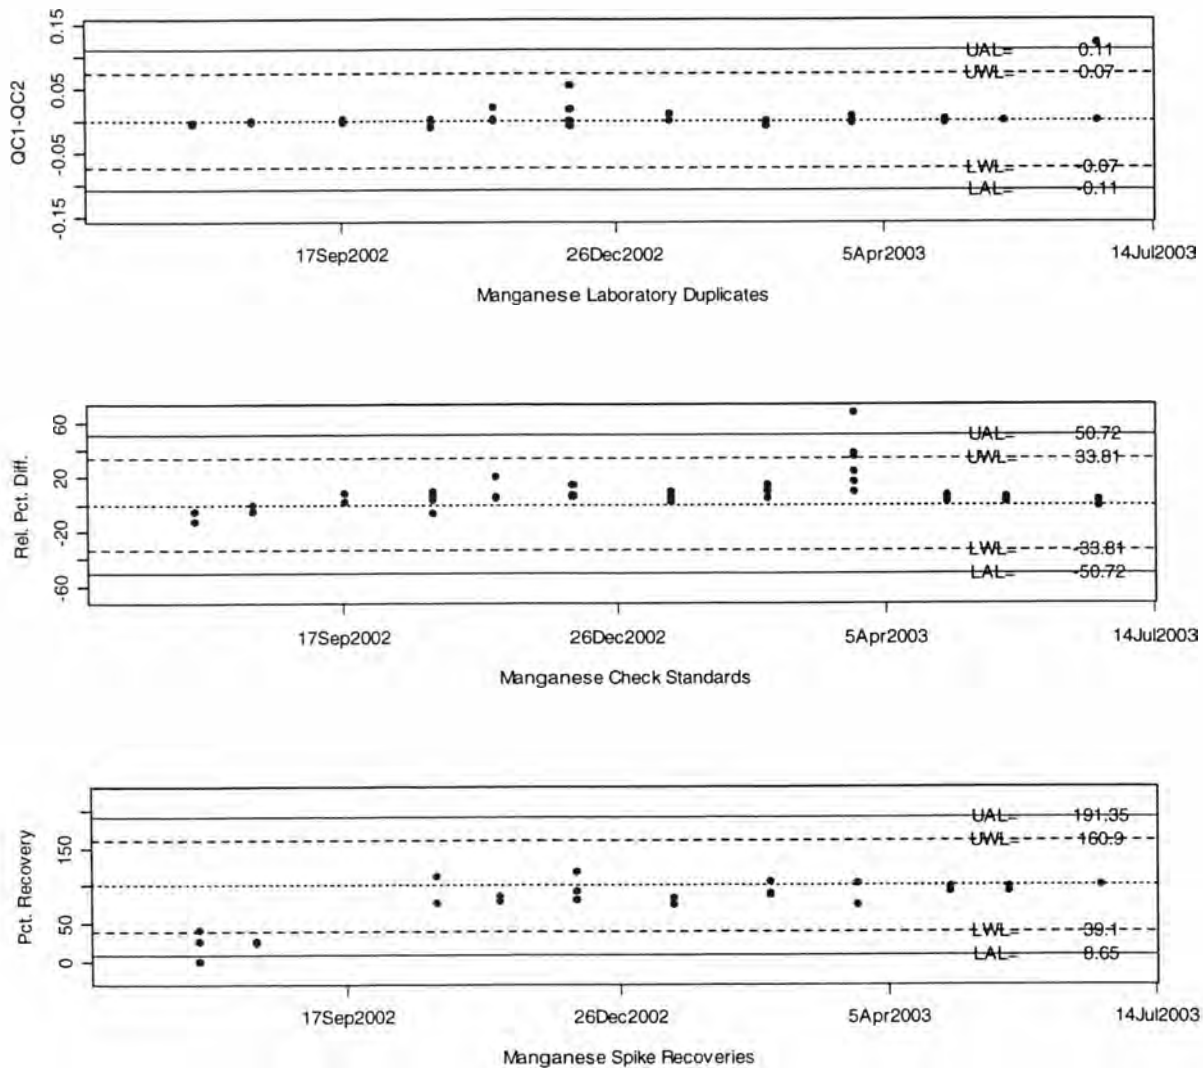 0.15
0.05
-0.05
-0.15
QC1-QC2
UAL= 0.11
UWL= 0.07
LWL= -0.07
LAL= -0.11
17Sep2002 26Dec2002 5Apr2003 14Jul2003
Manganese Laboratory Duplicates
60
20
-20
-60
Rel. Pct. Diff.
UAL= 50.72
UWL= 33.81
LWL= -33.81
LAL= -50.72
17Sep2002 26Dec2002 5Apr2003 14Jul2003
Manganese Check Standards
150
50
0
Pct. Recovery
UAL= 191.35
UWL= 160.9
LWL= 39.1
LAL= 8.65
17Sep2002 26Dec2002 5Apr2003 14Jul2003
Manganese Spike Recoveries